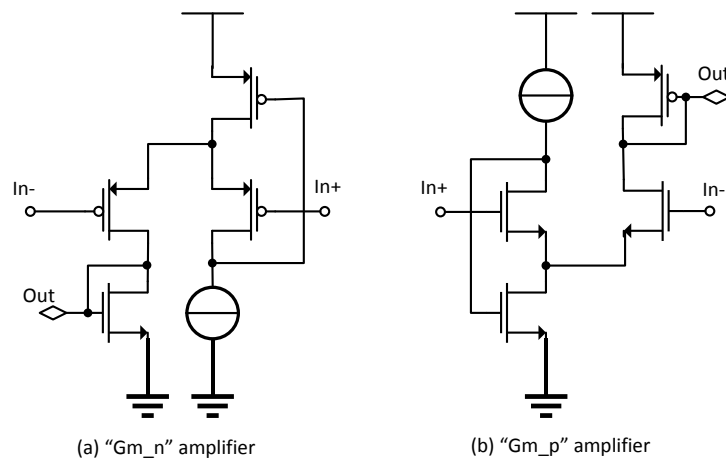 Out
In-
In+
In+
In-
Out
(a) “Gm_n” amplifier
(b) “Gm_p” amplifier